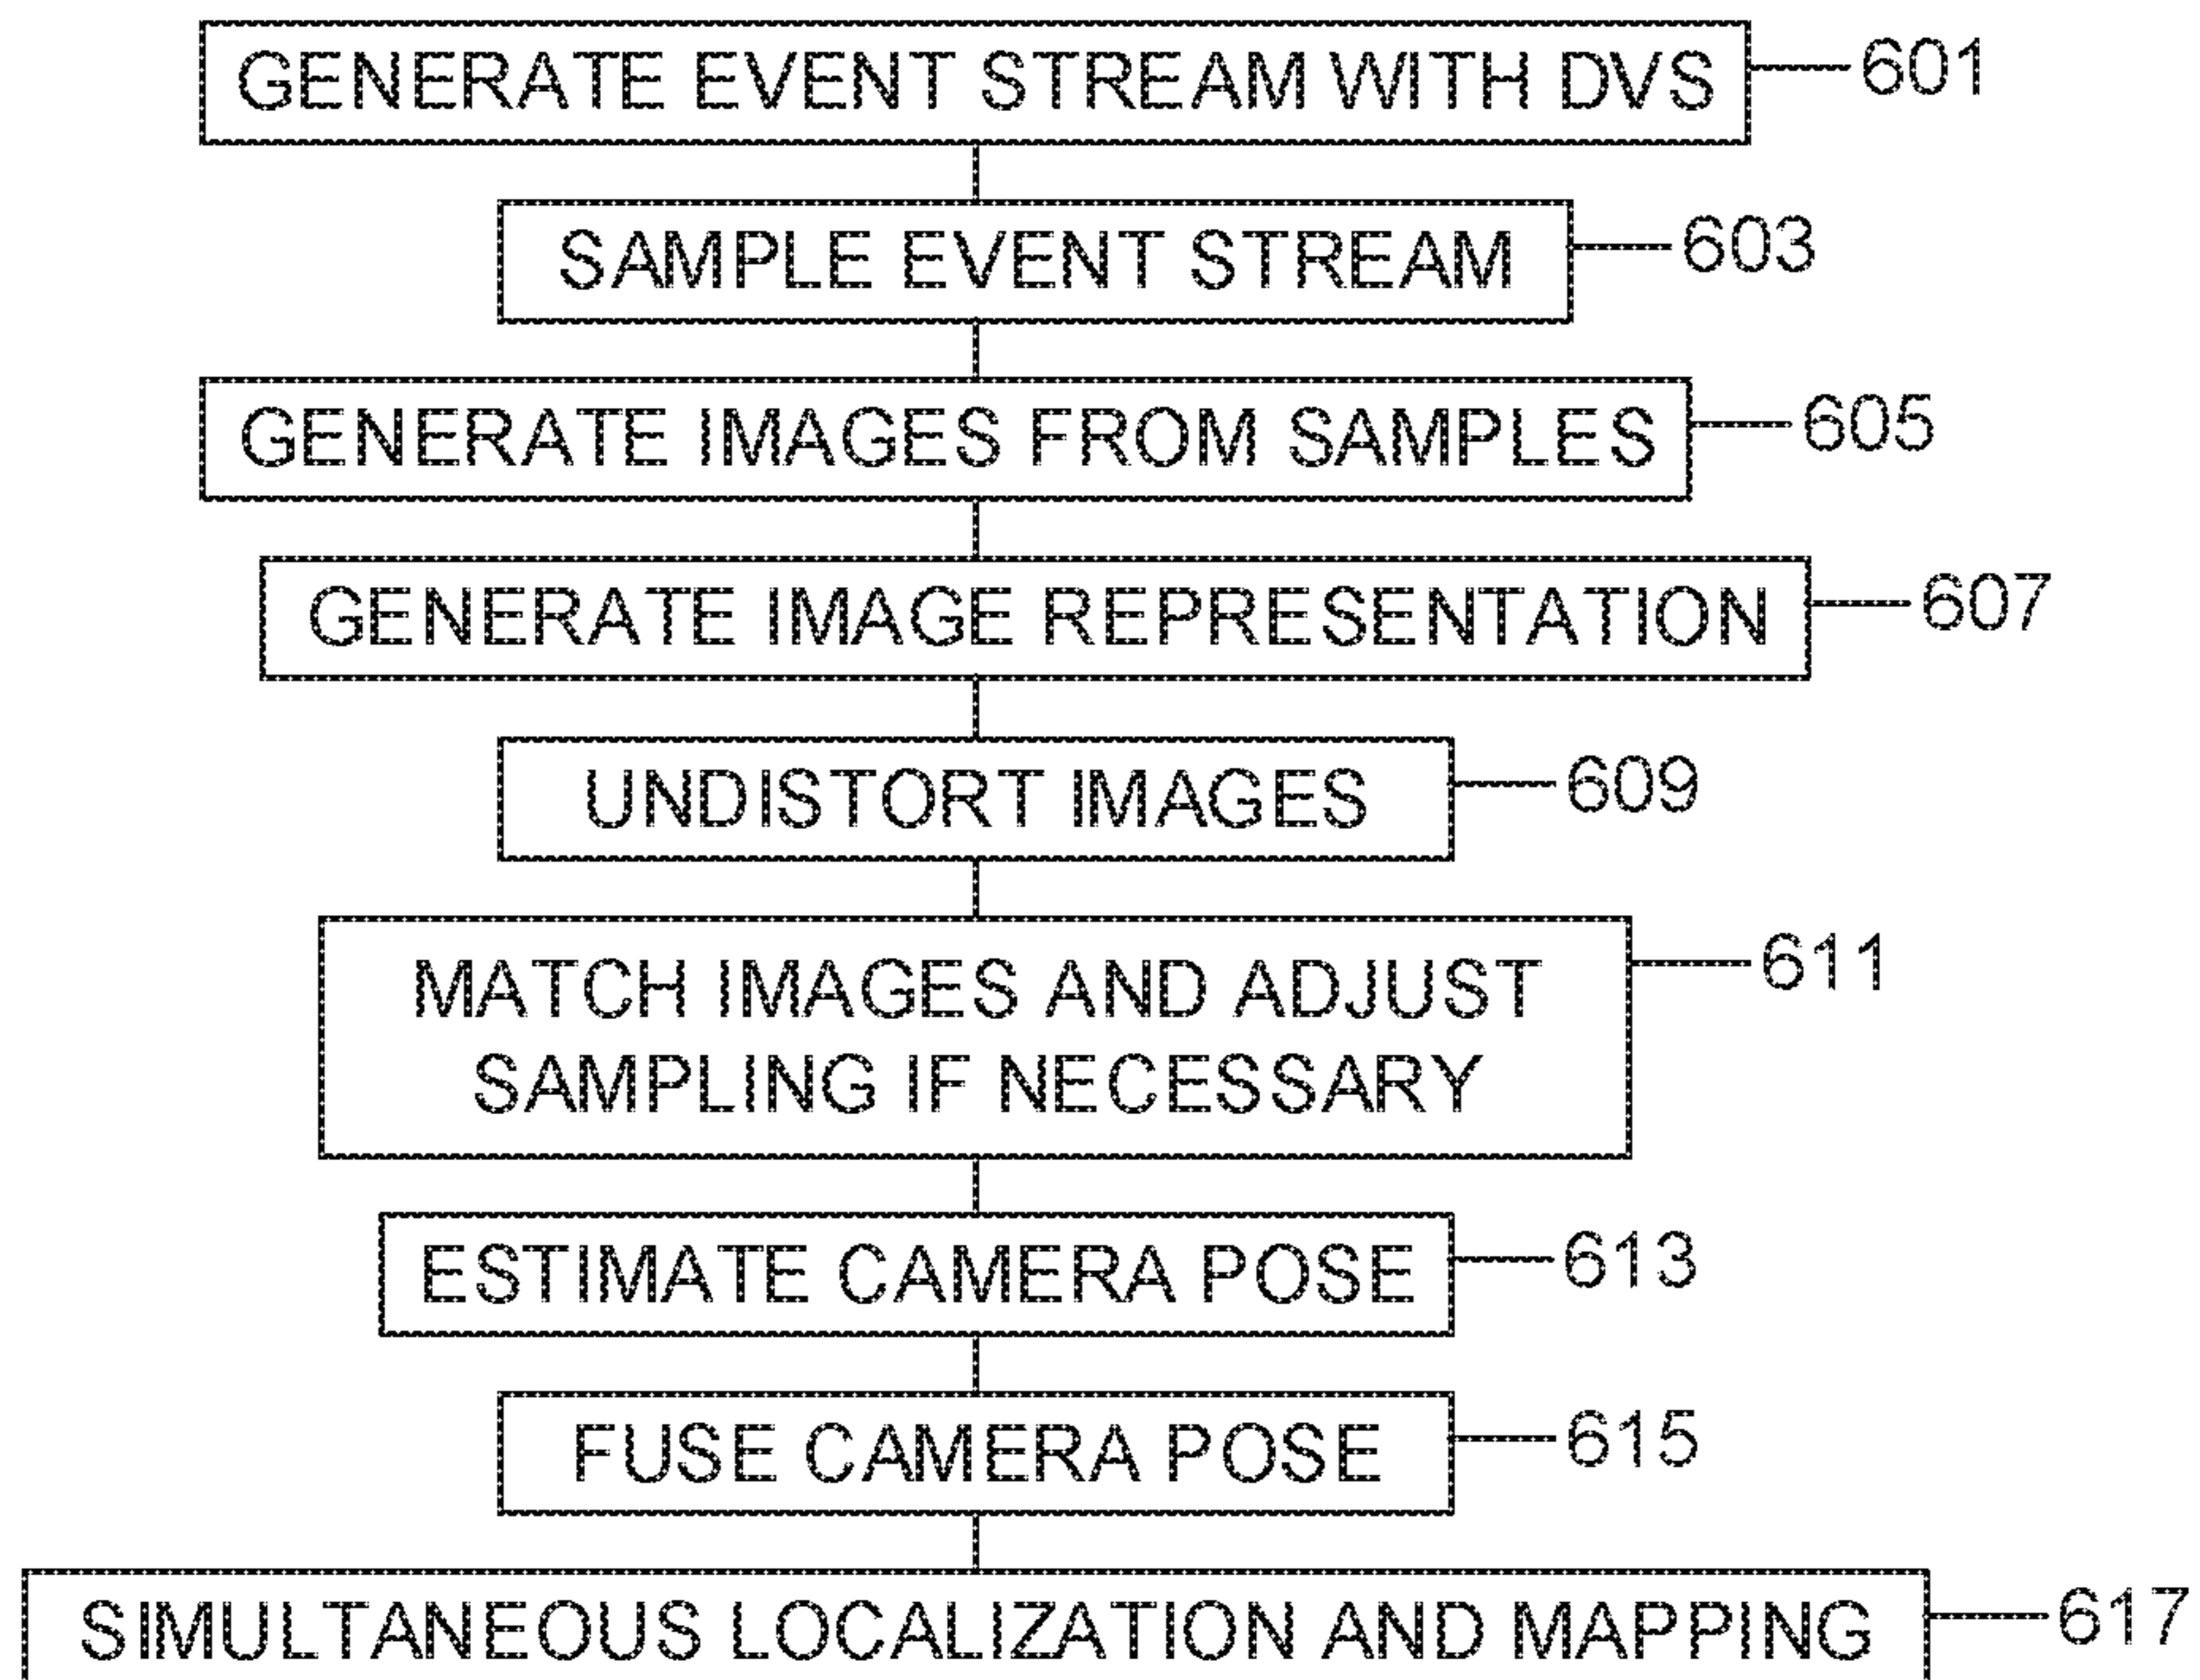 GENERATE EVENT STREAM WITH DVS 601
SAMPLE EVENT STREAM 603
GENERATE IMAGES FROM SAMPLES 605
GENERATE IMAGE REPRESENTATION 607
UNDISTORT IMAGES 609
MATCH IMAGES AND ADJUST 611
SAMPLING IF NECESSARY
ESTIMATE CAMERA POSE 613
FUSE CAMERA POSE 615
SIMULTANEOUS LOCALIZATION AND MAPPING 617